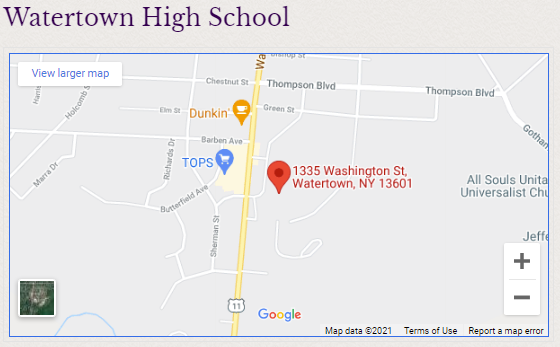 Watertown High School
View larger map
Bishop St
Wa
Chestnut St
Thompson Blvd
Thompson Blvd
Holcomb St
Elm St
Green St
Dunkin'
Gotham
Barben Ave
Richards Dr
TOPS
1335 Washington St,
Watertown, NY 13601
Marra Dr
All Souls Unita
Universalist Chu
Butterfield Ave
Sherman St
Jeffe
11
Google
Map data ©2021
Terms of Use
Report a map error